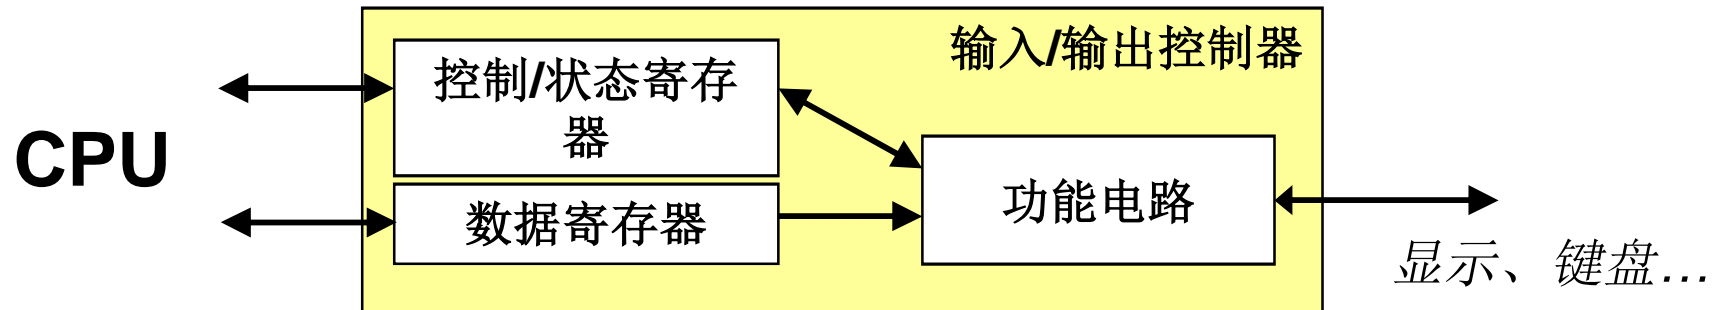 输入/输出控制器
控制/状态寄存
器
CPU
数据寄存器
功能电路
显示、键盘…